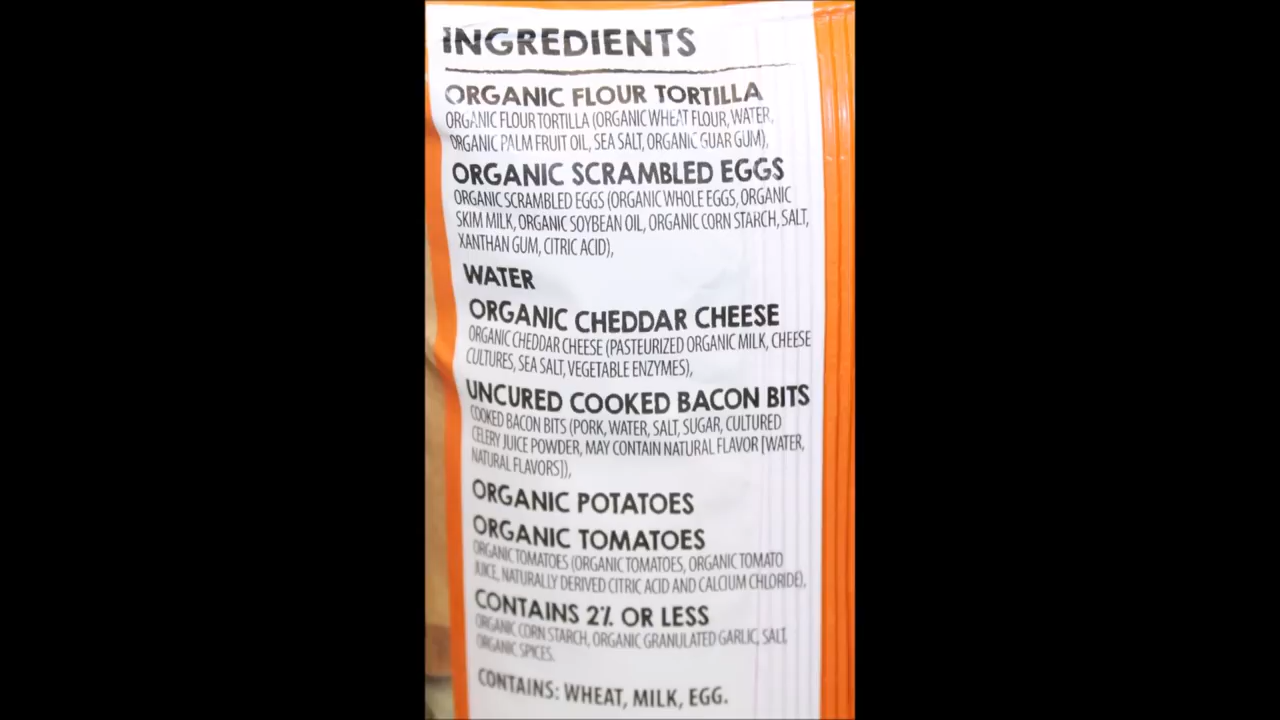 INGREDIENTS
ORGANIC FLOUR TORTILLA
ORGANIC FLOUR TORTILLA (ORGANIC WHEAT FLOUR, WATER,
ORGANIC PALM FRUIT OIL, SEA SALT, ORGANIC GUAR GUM),
ORGANIC SCRAMBLED EGGS
ORGANIC SCRAMBLED EGGS (ORGANIC WHOLE EGGS, ORGANIC
SKIM MILK, ORGANIC SOYBEAN OIL, ORGANIC CORN STARCH, SALT,
XANTHAN GUM, CITRIC ACID),
WATER
ORGANIC CHEDDAR CHEESE
ORGANIC CHEDDAR CHEESE (PASTEURIZED ORGANIC MILK, CHEESE
CULTURES, SEA SALT, VEGETABLE ENZYMES),
UNCURED COOKED BACON BITS
COOKED BACON BITS (PORK, WATER, SALT, SUGAR, CULTURED
CELERY JUICE POWDER, MAY CONTAIN NATURAL FLAVOR [WATER,
NATURAL FLAVORS]),
ORGANIC POTATOES
ORGANIC TOMATOES
ORGANIC TOMATOES (ORGANIC TOMATOES, ORGANIC TOMATO
JUICE, NATURALLY DERIVED CITRIC ACID AND CALCIUM CHLORIDE),
CONTAINS 2% OR LESS
ORGANIC CORN STARCH, ORGANIC GRANULATED GARLIC, SALT,
ORGANIC SPICES.
CONTAINS: WHEAT, MILK, EGG.